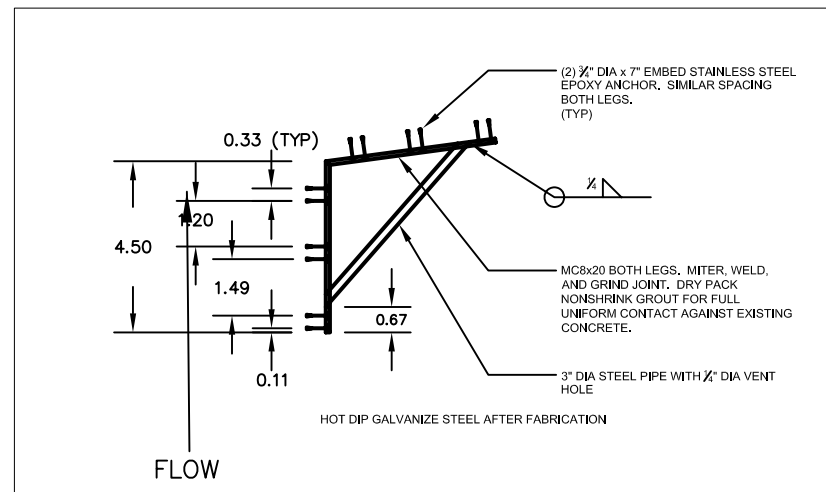 (2) ¾" DIA x 7" EMBED STAINLESS STEEL
EPOXY ANCHOR. SIMILAR SPACING
BOTH LEGS.
(TYP)
0.33 (TYP)
¼
1.20
4.50
1.49
0.67
0.11
MC8x20 BOTH LEGS. MITER, WELD,
AND GRIND JOINT. DRY PACK
NONSHRINK GROUT FOR FULL
UNIFORM CONTACT AGAINST EXISTING
CONCRETE.
3" DIA STEEL PIPE WITH ¼" DIA VENT
HOLE
HOT DIP GALVANIZE STEEL AFTER FABRICATION
FLOW